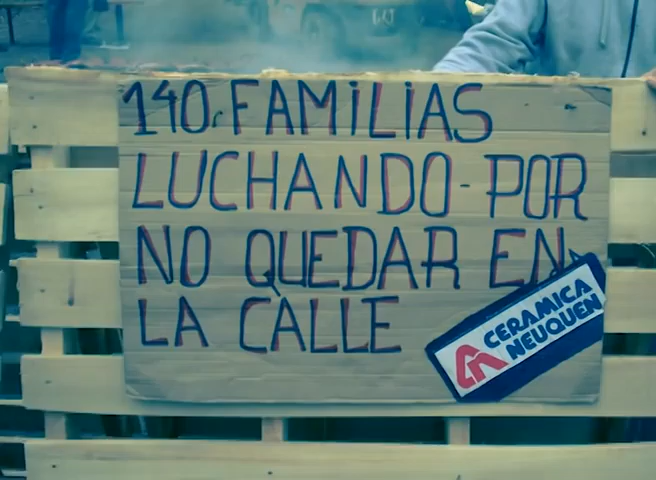 140 FAMILIAS
LUCHANDO-POR
NO QUEDAR EN
LA CALLE
CERAMICA
NEUQUEN